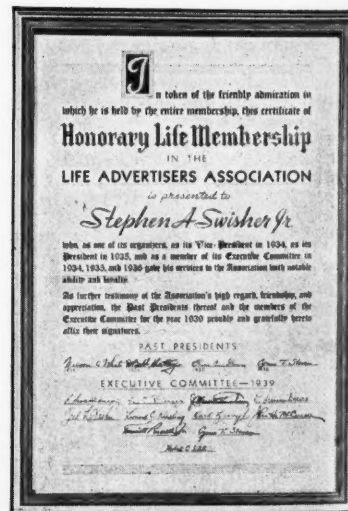 In token of the friendly admiration in
which he is held by the entire membership, this certificate of
Honorary Life Membership
IN THE
LIFE ADVERTISERS ASSOCIATION
is presented to
Stephen A Swisher Jr.
who, as one of its organizers, as its Vice-President in 1934, as its
President in 1935, and as a member of its Executive Committee in
1934, 1935, and 1936 gave his services to the Association with notable
ability and loyalty.
As further testimony of the Association's high regard, friendship, and
appreciation, the Past Presidents thereof and the members of the
Executive Committee for the year 1939 proudly and gratefully hereto
affix their signatures.
PAST PRESIDENTS
EXECUTIVE COMMITTEE—1939